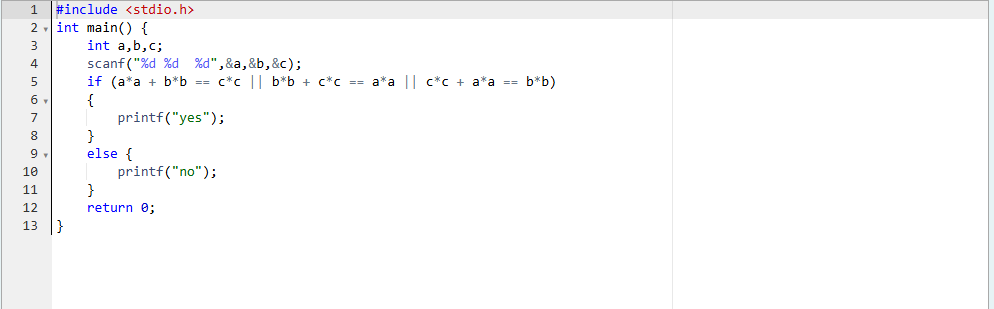 1 #include <stdio.h>
2 int main() {
3     int a,b,c;
4     scanf("%d %d  %d",&a,&b,&c);
5     if (a*a + b*b == c*c || b*b + c*c == a*a || c*c + a*a == b*b)
6     {
7         printf("yes");
8     }
9     else {
10         printf("no");
11     }
12     return 0;
13 }